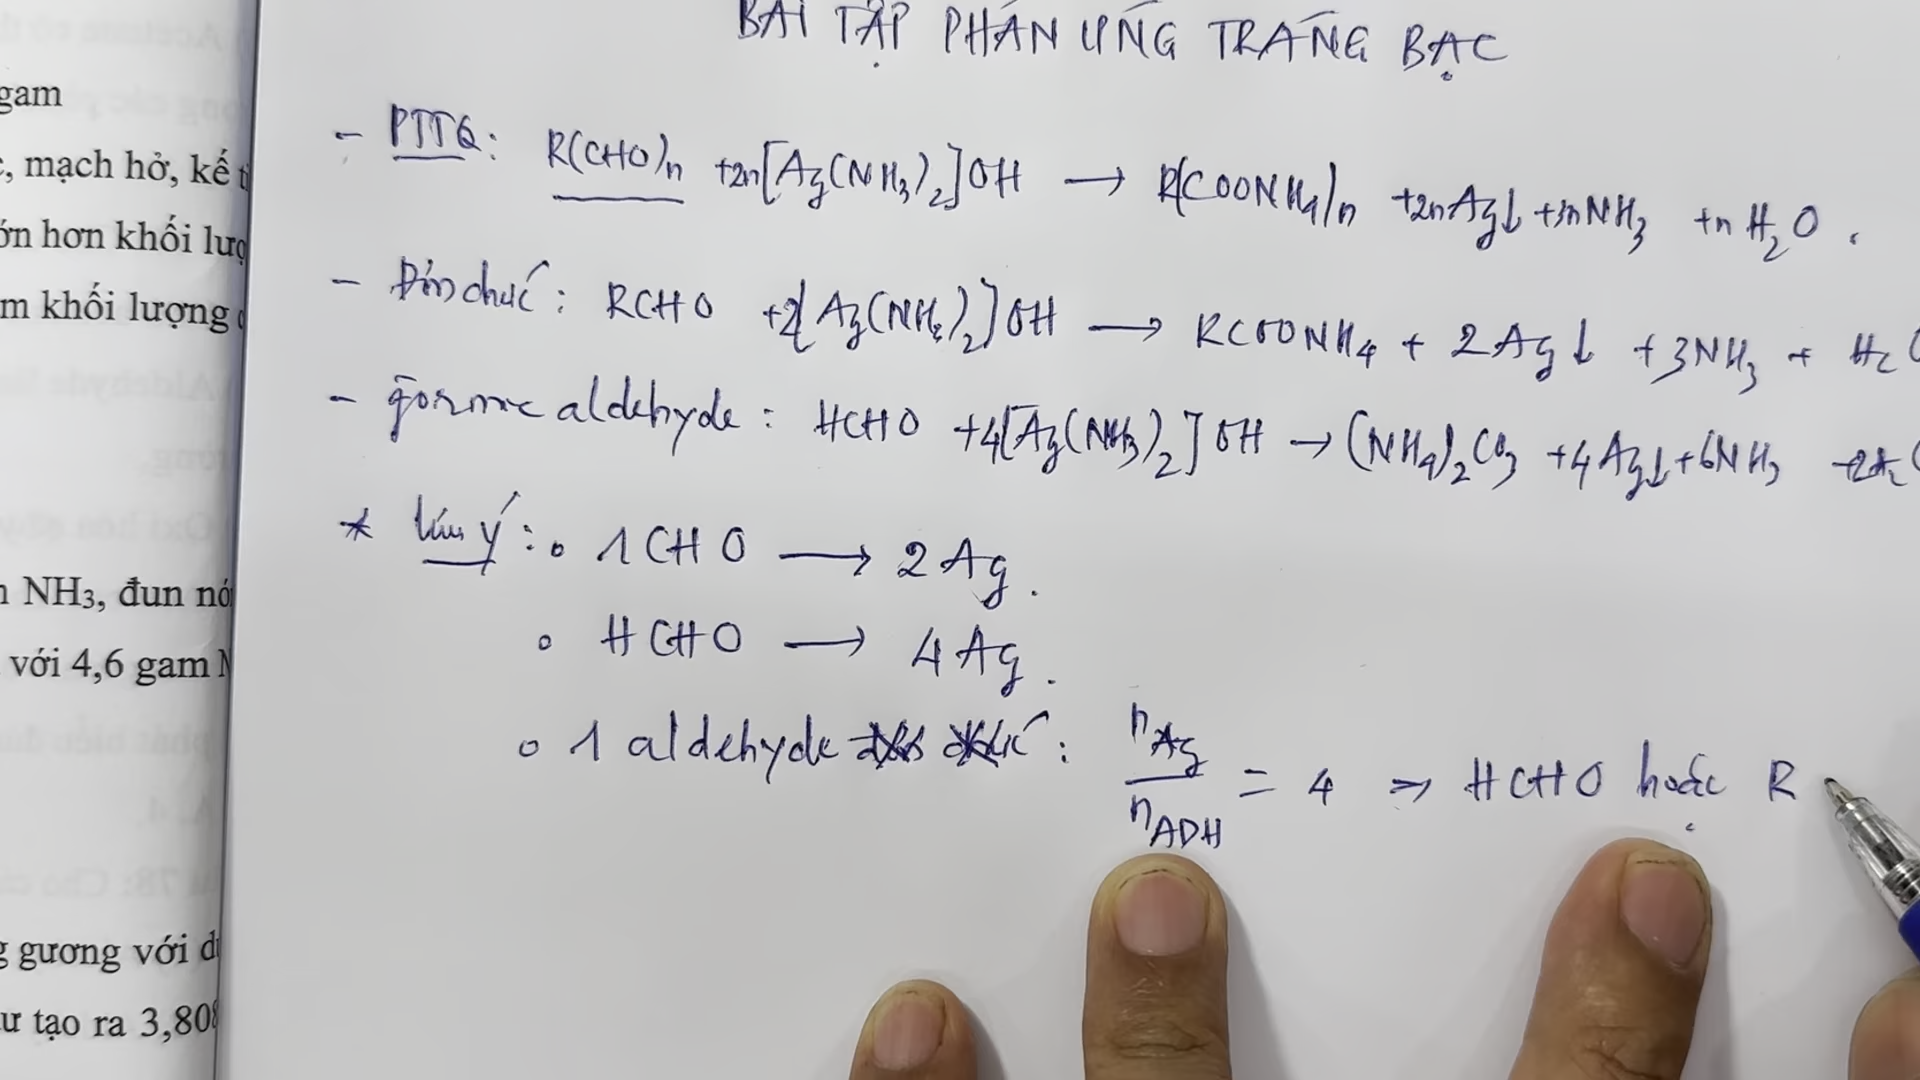 BÀI TẬP PHẢN ỨNG TRÁNG BẠC
gam
- PTTQ: R(CHO)n +2n[Ag(NH3)2]OH → R(COONH4)n +2nAg↓ +3nNH3 +nH2O.
, mạch hở, kế
ớn hơn khối lượ
- Đơn chức: RCHO +2[Ag(NH3)2]OH → RCOONH4 + 2Ag↓ +3NH3 + H2
m khối lượng
- Formic aldehyde: HCHO +4[Ag(NH3)2]OH → (NH4)2CO3 +4Ag↓+6NH3
* Lưu ý: ∘ 1CHO → 2Ag.
NH3, đun nó
∘ HCHO → 4Ag.
với 4,6 gam
∘ 1 aldehyde : nAg/nADH = 4 ⇒ HCHO hoặc R
gương với d
ư tạo ra 3,80